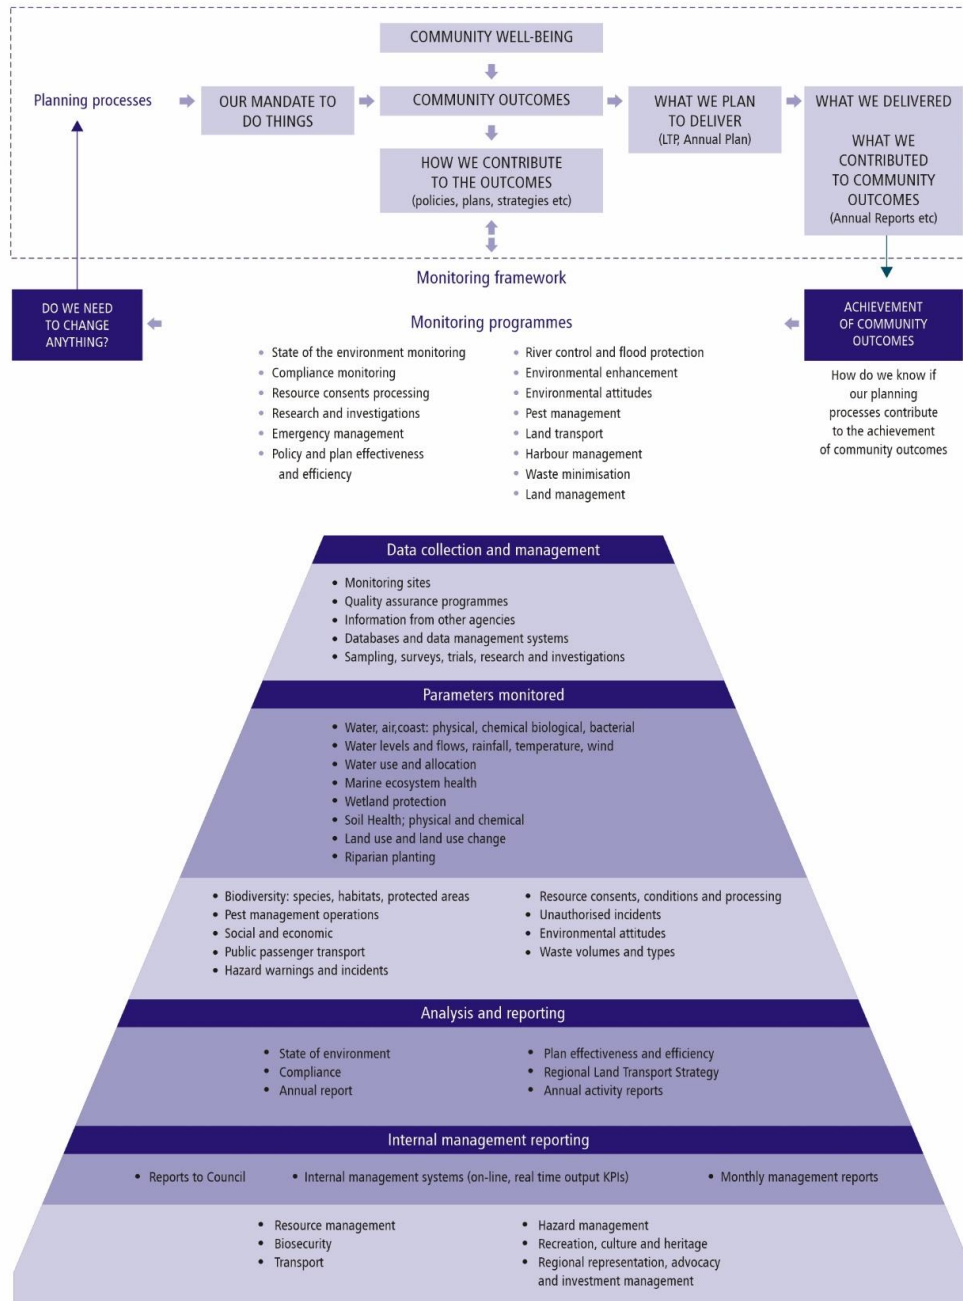 COMMUNITY WELL-BEING
Planning processes
OUR MANDATE TO
DO THINGS
COMMUNITY OUTCOMES
WHAT WE PLAN
TO DELIVER
(LTP, Annual Plan)
WHAT WE DELIVERED
WHAT WE
CONTRIBUTED
TO COMMUNITY
OUTCOMES
(Annual Reports etc)
HOW WE CONTRIBUTE
TO THE OUTCOMES
(policies, plans, strategies etc)
Monitoring framework
DO WE NEED
TO CHANGE
ANYTHING?
Monitoring programmes
• State of the environment monitoring
• Compliance monitoring
• Resource consents processing
• Research and investigations
• Emergency management
• Policy and plan effectiveness
and efficiency
• River control and flood protection
• Environmental enhancement
• Environmental attitudes
• Pest management
• Land transport
• Harbour management
• Waste minimisation
• Land management
ACHIEVEMENT
OF COMMUNITY
OUTCOMES
How do we know if
our planning
processes contribute
to the achievement
of community outcomes
Data collection and management
• Monitoring sites
• Quality assurance programmes
• Information from other agencies
• Databases and data management systems
• Sampling, surveys, trials, research and investigations
Parameters monitored
• Water, air,coast: physical, chemical biological, bacterial
• Water levels and flows, rainfall, temperature, wind
• Water use and allocation
• Marine ecosystem health
• Wetland protection
• Soil Health; physical and chemical
• Land use and land use change
• Riparian planting
• Biodiversity: species, habitats, protected areas
• Pest management operations
• Social and economic
• Public passenger transport
• Hazard warnings and incidents
• Resource consents, conditions and processing
• Unauthorised incidents
• Environmental attitudes
• Waste volumes and types
Analysis and reporting
• State of environment
• Compliance
• Annual report
• Plan effectiveness and efficiency
• Regional Land Transport Strategy
• Annual activity reports
Internal management reporting
• Reports to Council
• Internal management systems (on-line, real time output KPIs)
• Monthly management reports
• Resource management
• Biosecurity
• Transport
• Hazard management
• Recreation, culture and heritage
• Regional representation, advocacy
and investment management